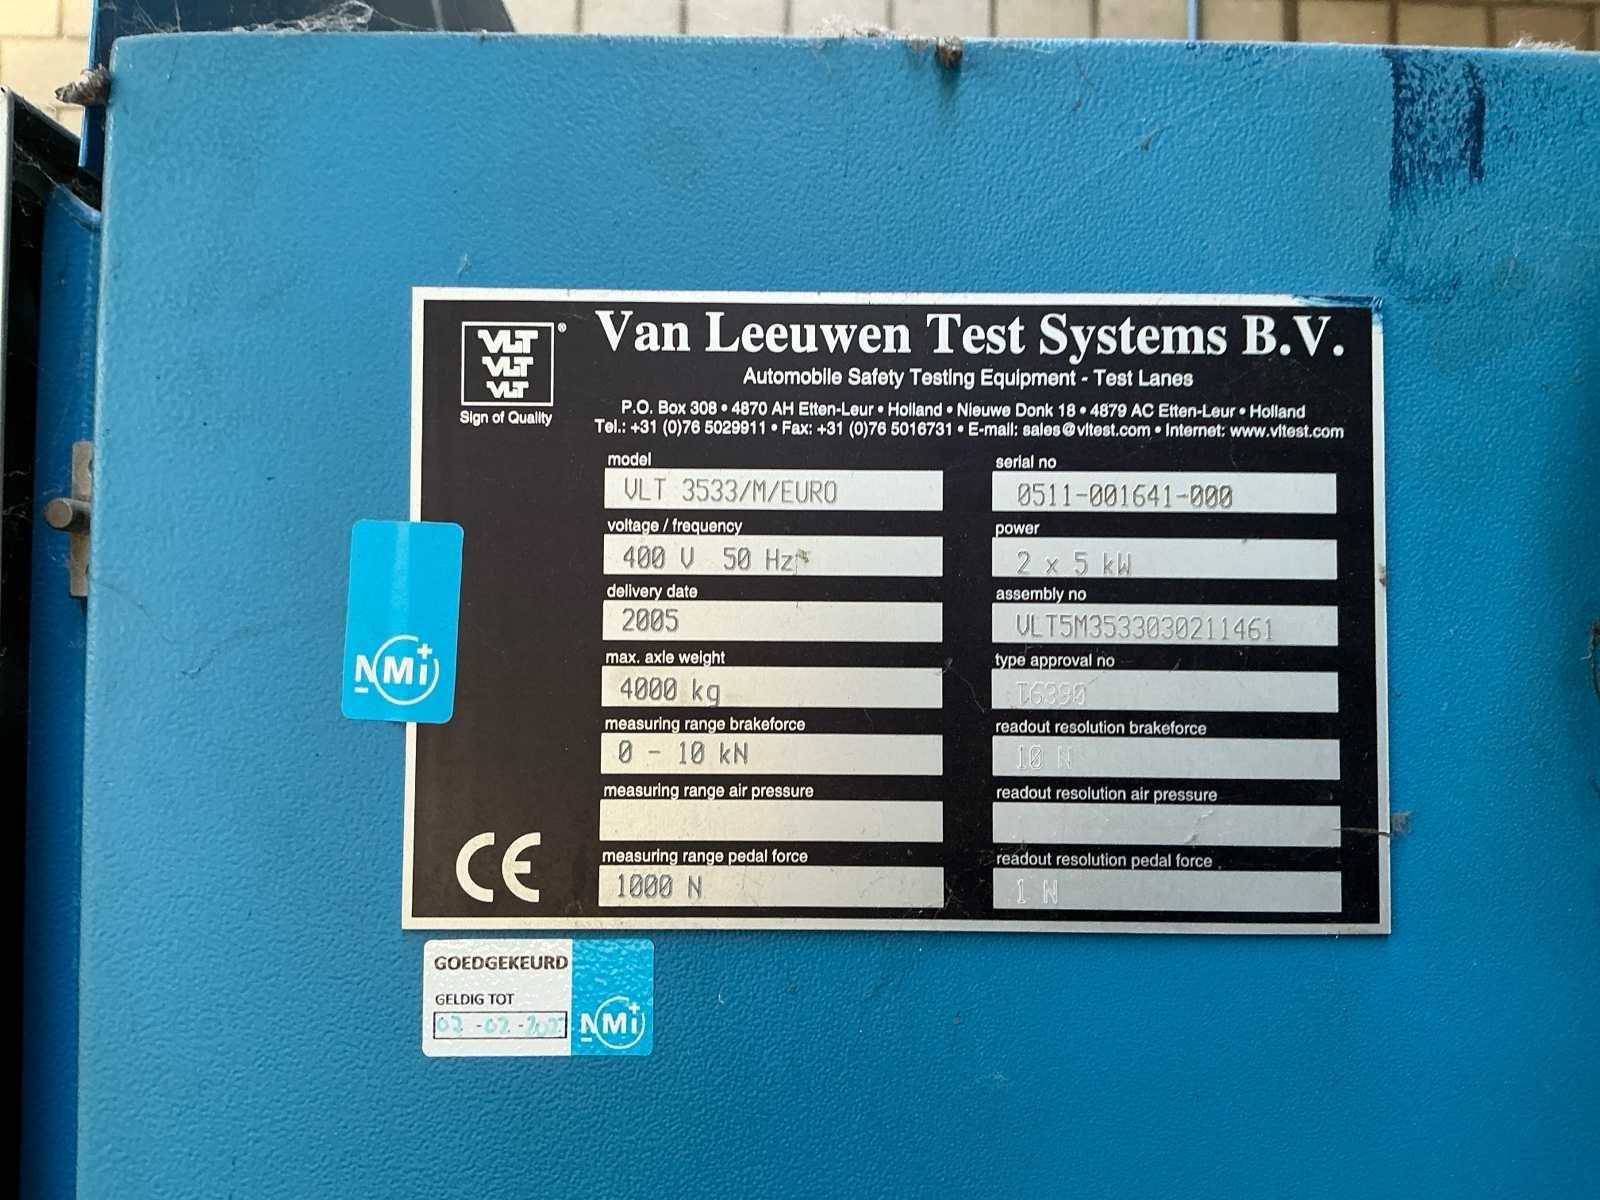 VLT
VLT
VLT
®
Sign of Quality
Van Leeuwen Test Systems B.V.
Automobile Safety Testing Equipment - Test Lanes
P.O. Box 308 • 4870 AH Etten-Leur • Holland • Nieuwe Donk 18 • 4879 AC Etten-Leur • Holland
Tel.: +31 (0)76 5029911 • Fax: +31 (0)76 5016731 • E-mail: sales@vltest.com • Internet: www.vltest.com
model
VLT 3533/M/EURO
serial no
0511-001641-000
voltage / frequency
400 V 50 Hz
power
2 x 5 kW
delivery date
2005
assembly no
VLT5M3533030211461
max. axle weight
4000 kg
type approval no
T6390
measuring range brakeforce
0 - 10 kN
readout resolution brakeforce
10 N
measuring range air pressure
readout resolution air pressure
measuring range pedal force
1000 N
readout resolution pedal force
1 N
CE
NMi
GOEDGEKEURD
GELDIG TOT
NMi